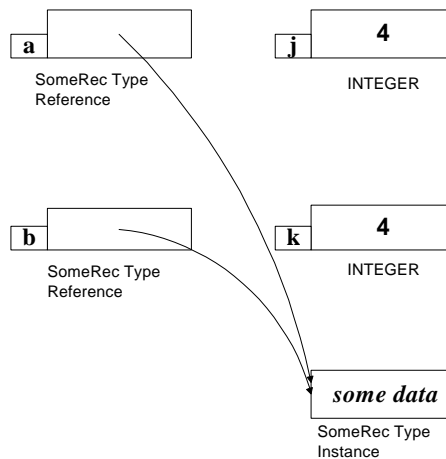 a
j
4
SomeRec Type
Reference
INTEGER
b
k
4
SomeRec Type
Reference
INTEGER
some data
SomeRec Type
Instance